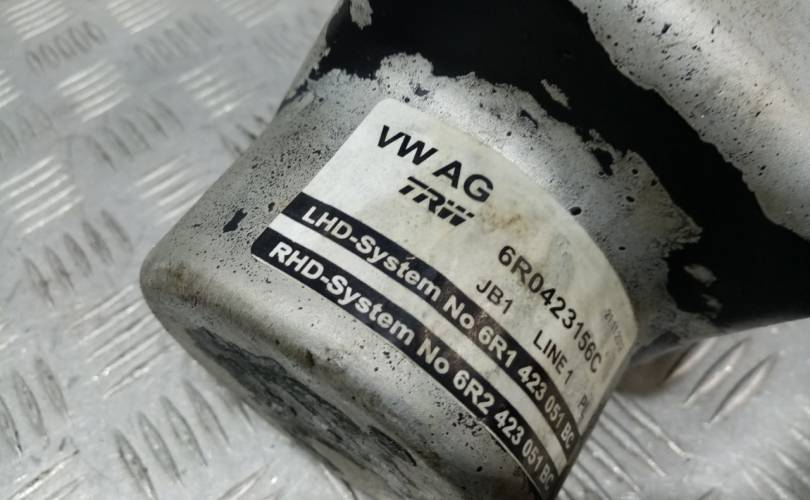 VW AG
TRW
6R0423156C
JB1 LINE 1
LHD-System No 6R1 423 051 BC
RHD-System No 6R2 423 051 BC